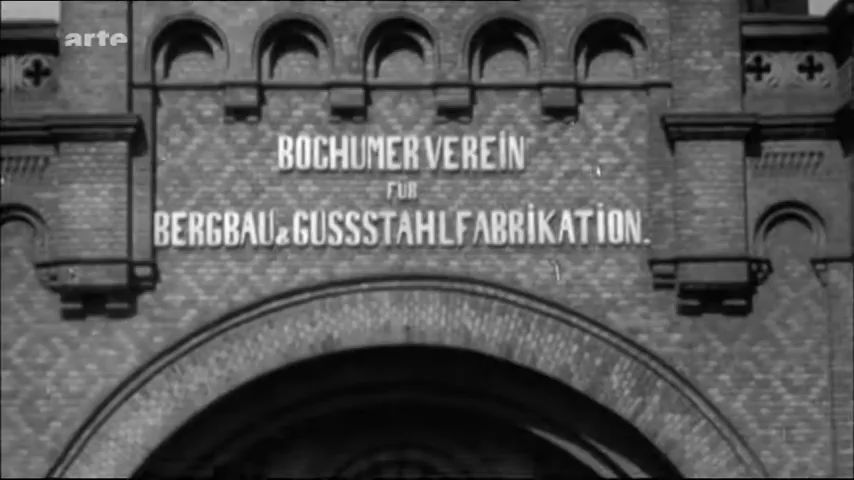 arte
BOCHUMER VEREIN
FÜR
BERGBAU & GUSSSTAHLFABRIKATION.